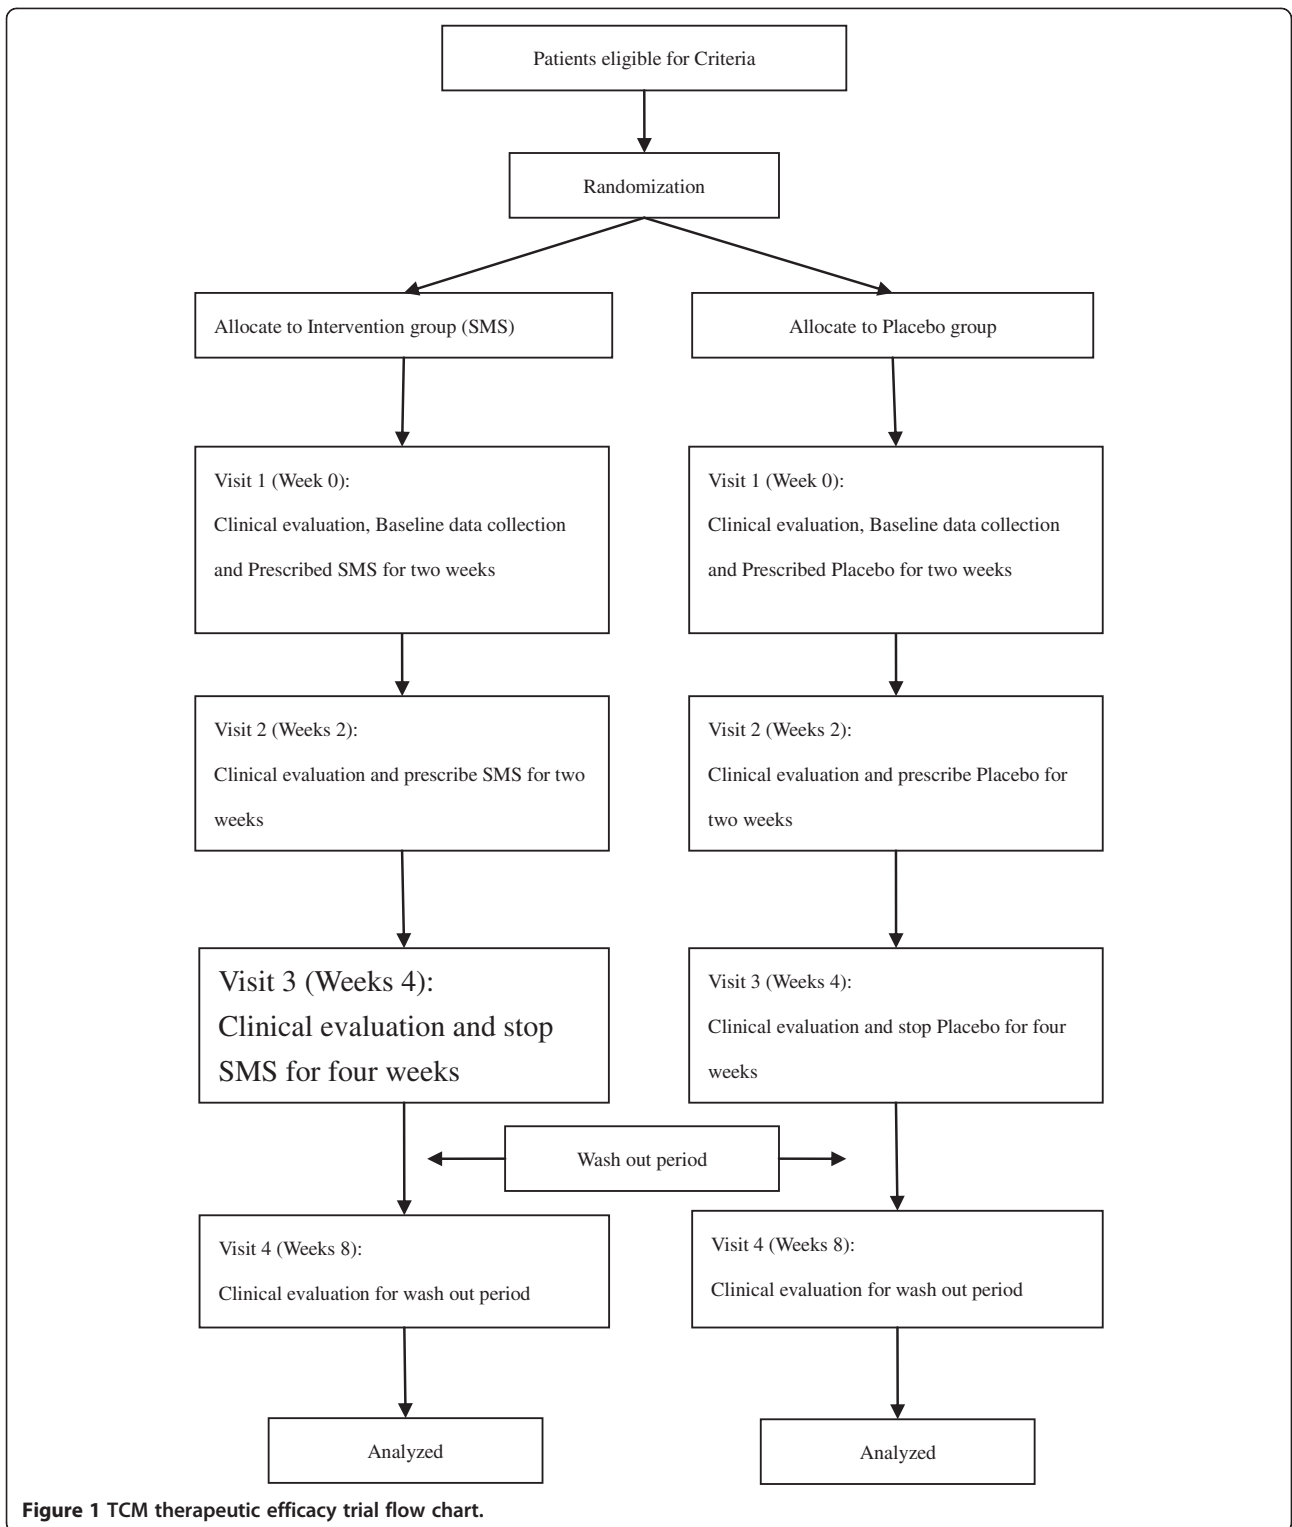 Patients eligible for Criteria
Randomization
Allocate to Intervention group (SMS)
Allocate to Placebo group
Visit 1 (Week 0):
Clinical evaluation, Baseline data collection
and Prescribed SMS for two weeks
Visit 1 (Week 0):
Clinical evaluation, Baseline data collection
and Prescribed Placebo for two weeks
Visit 2 (Weeks 2):
Clinical evaluation and prescribe SMS for two
weeks
Visit 2 (Weeks 2):
Clinical evaluation and prescribe Placebo for
two weeks
Visit 3 (Weeks 4):
Clinical evaluation and stop
SMS for four weeks
Visit 3 (Weeks 4):
Clinical evaluation and stop Placebo for four
weeks
Wash out period
Visit 4 (Weeks 8):
Clinical evaluation for wash out period
Visit 4 (Weeks 8):
Clinical evaluation for wash out period
Analyzed
Analyzed
Figure 1 TCM therapeutic efficacy trial flow chart.